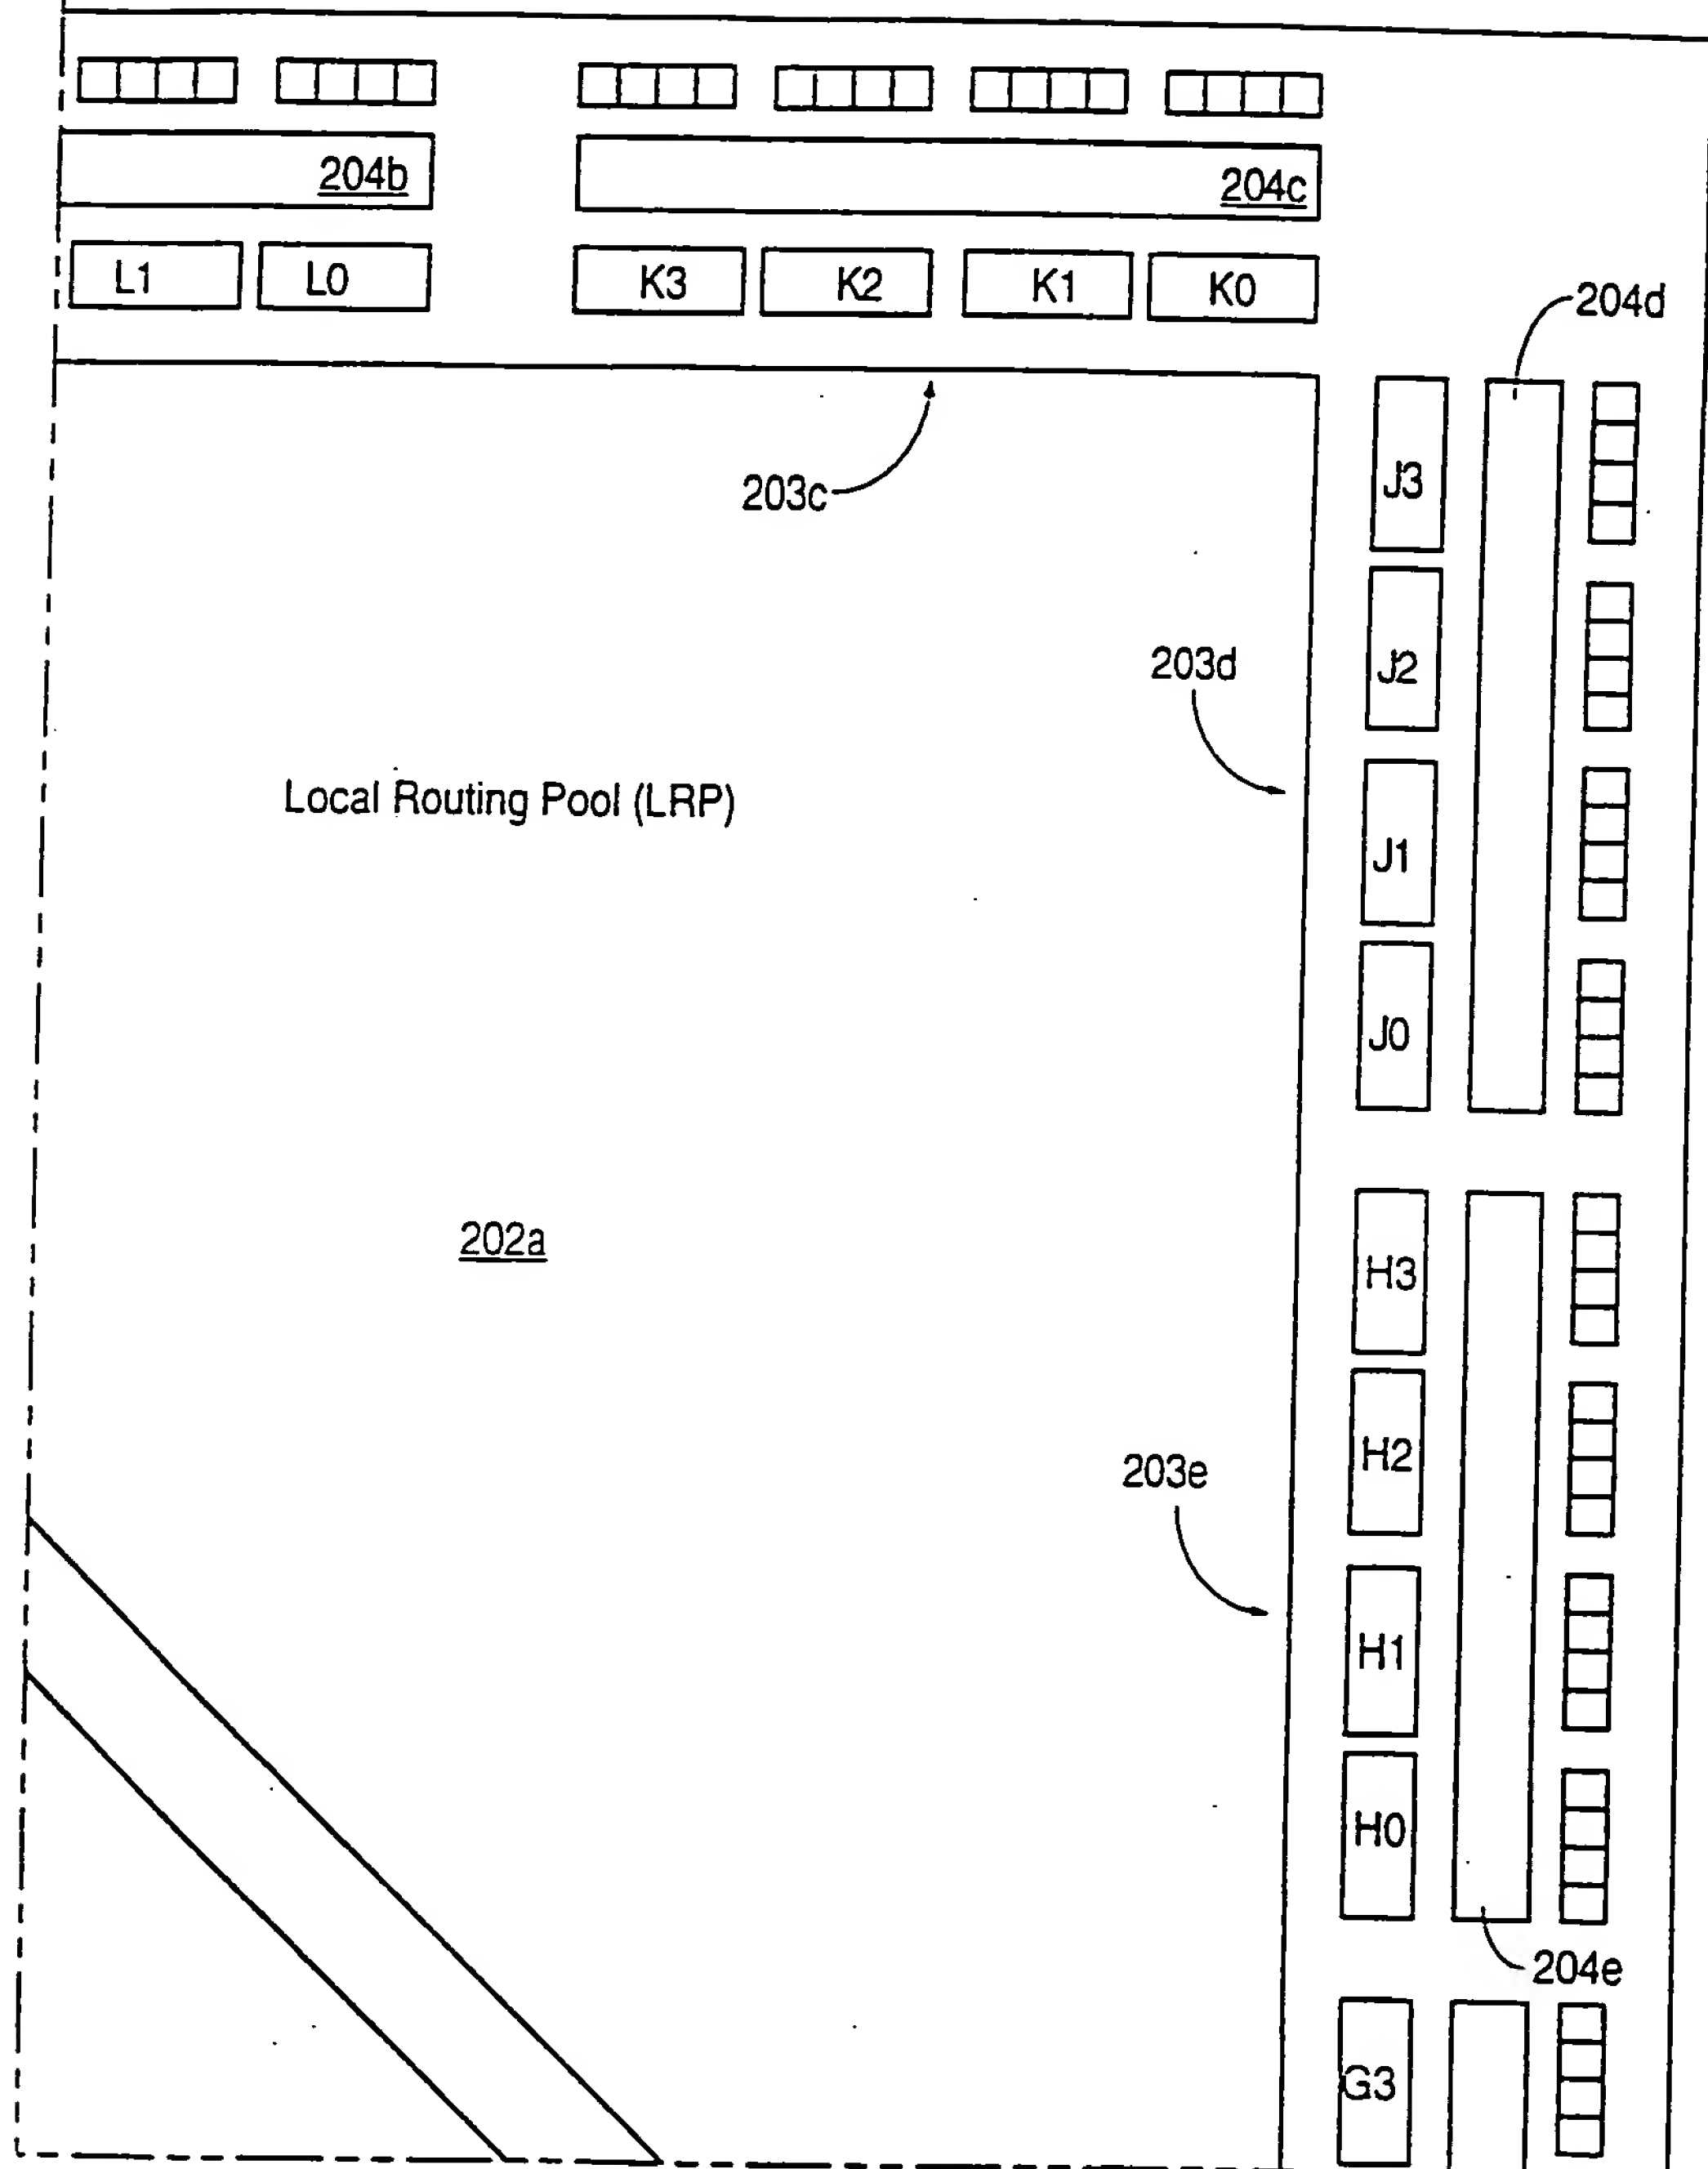 204b
204c
L1
L0
K3
K2
K1
K0
204d
203c
J3
203d
J2
Local Routing Pool (LRP)
J1
J0
202a
H3
203e
H2
H1
H0
204e
G3